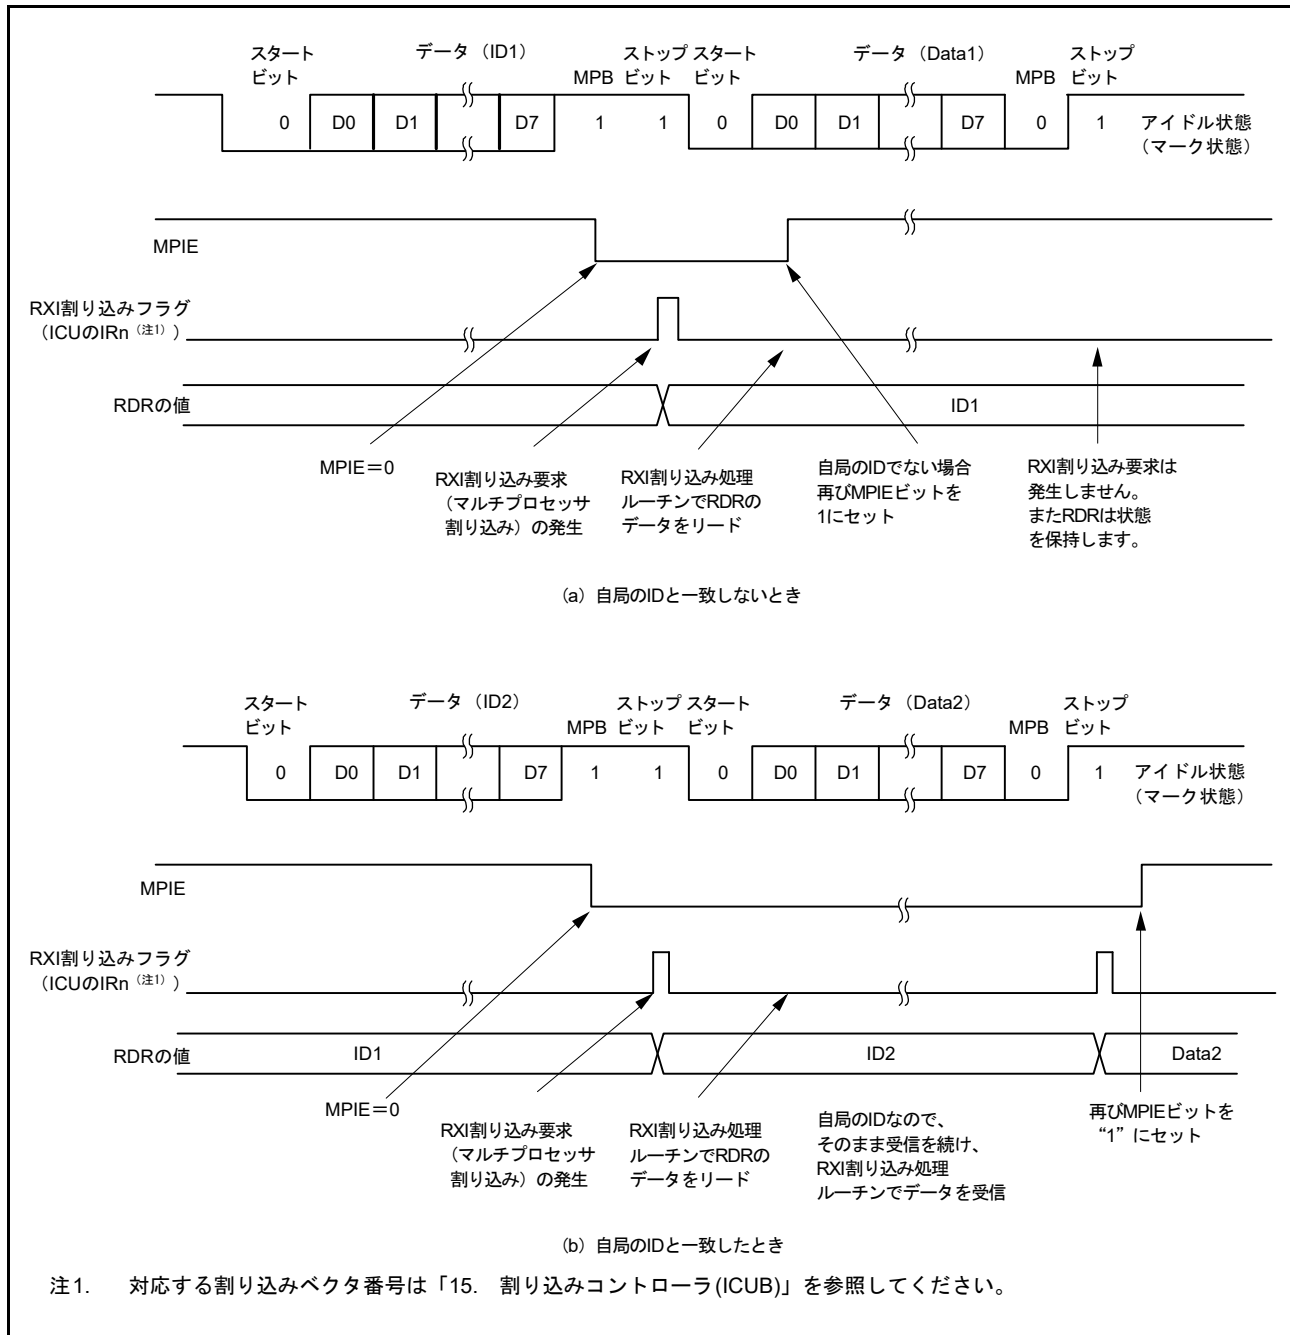 スタート データ（ID1） ストップ スタート データ（Data1） ストップ
ビット MPB ビット ビット MPB ビット
0 D0 D1 D7 1 1 0 D0 D1 D7 0 1 アイドル状態
（マーク状態）
MPIE
RXI割り込みフラグ
（ICUのIRn（注1））
RDRの値 ID1
MPIE＝0
RXI割り込み要求
（マルチプロセッサ
割り込み）の発生
RXI割り込み処理
ルーチンでRDRの
データをリード
自局のIDでない場合
再びMPIEビットを
1にセット
RXI割り込み要求は
発生しません。
またRDRは状態
を保持します。
（a）自局のIDと一致しないとき
スタート データ（ID2） ストップ スタート データ（Data2） ストップ
ビット MPB ビット ビット MPB ビット
0 D0 D1 D7 1 1 0 D0 D1 D7 0 1 アイドル状態
（マーク状態）
MPIE
RXI割り込みフラグ
（ICUのIRn（注1））
RDRの値 ID1 ID2 Data2
MPIE＝0
RXI割り込み要求
（マルチプロセッサ
割り込み）の発生
RXI割り込み処理
ルーチンでRDRの
データをリード
自局のIDなので、
そのまま受信を続け、
RXI割り込み処理
ルーチンでデータを受信
再びMPIEビットを
“1”にセット
（b）自局のIDと一致したとき
注1. 対応する割り込みベクタ番号は「15. 割り込みコントローラ(ICUB)」を参照してください。